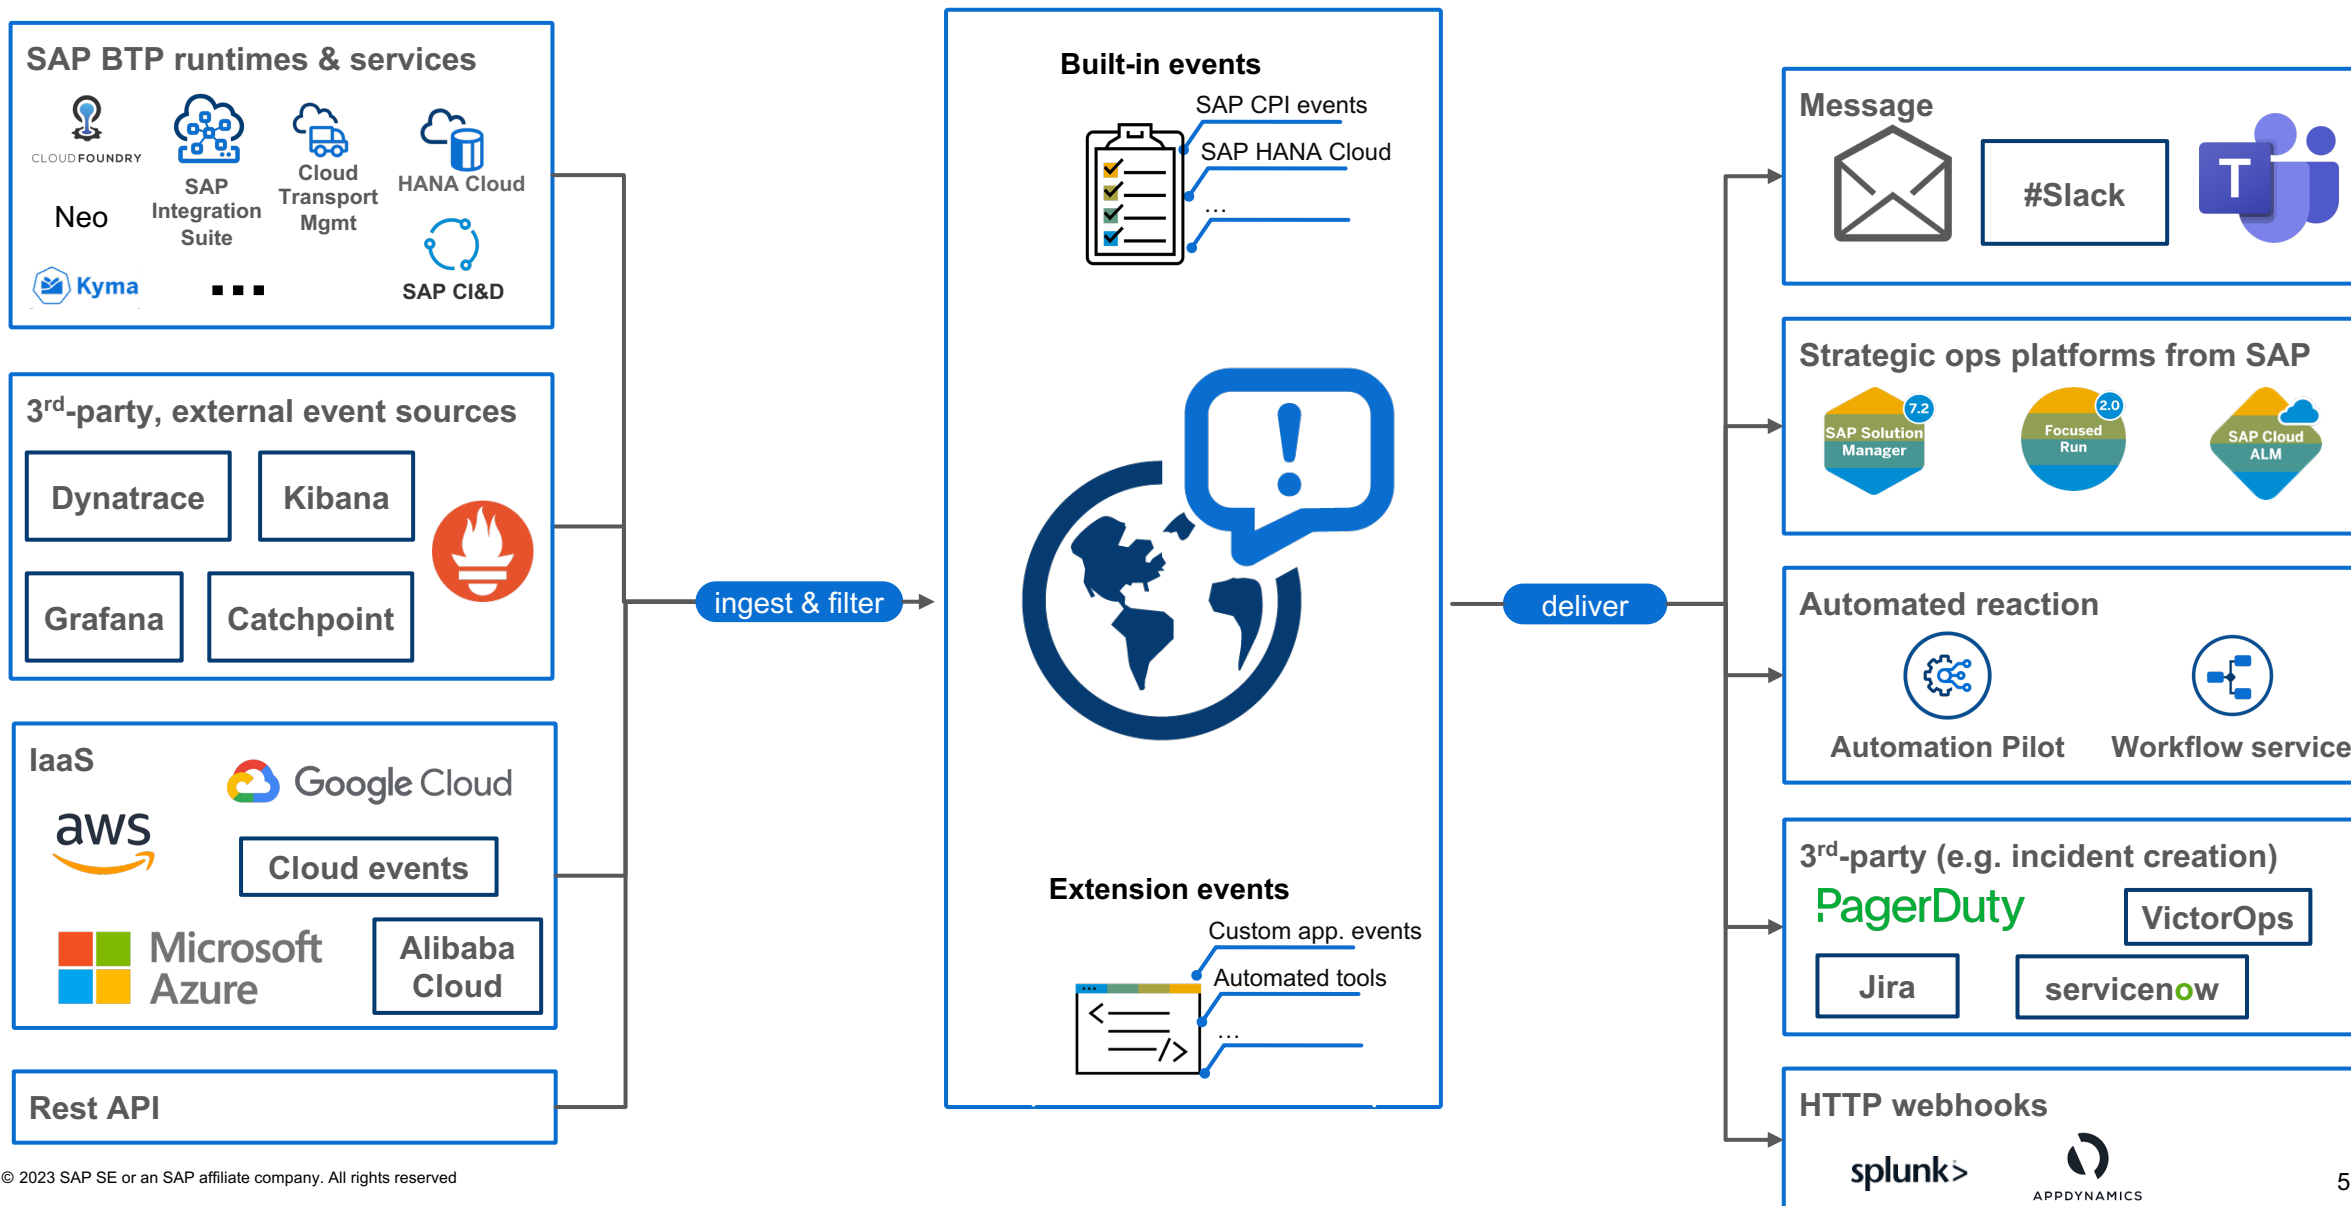 SAP BTP runtimes & services
CLOUDFOUNDRY
SAP
Integration
Suite
Cloud
Transport
Mgmt
HANA Cloud
Neo
Kyma
...
SAP CI&D
3rd-party, external event sources
Dynatrace
Kibana
Grafana
Catchpoint
IaaS
Google Cloud
aws
Cloud events
Microsoft
Azure
Alibaba
Cloud
Rest API
ingest & filter
Built-in events
SAP CPI events
SAP HANA Cloud
...
!
Extension events
Custom app. events
Automated tools
...
< />
deliver
Message
#Slack
T
Strategic ops platforms from SAP
SAP Solution
Manager
7.2
Focused
Run
2.0
SAP Cloud
ALM
Automated reaction
Automation Pilot
Workflow service
3rd-party (e.g. incident creation)
PagerDuty
VictorOps
Jira
servicenow
HTTP webhooks
splunk>
APPDYNAMICS
© 2023 SAP SE or an SAP affiliate company. All rights reserved
5